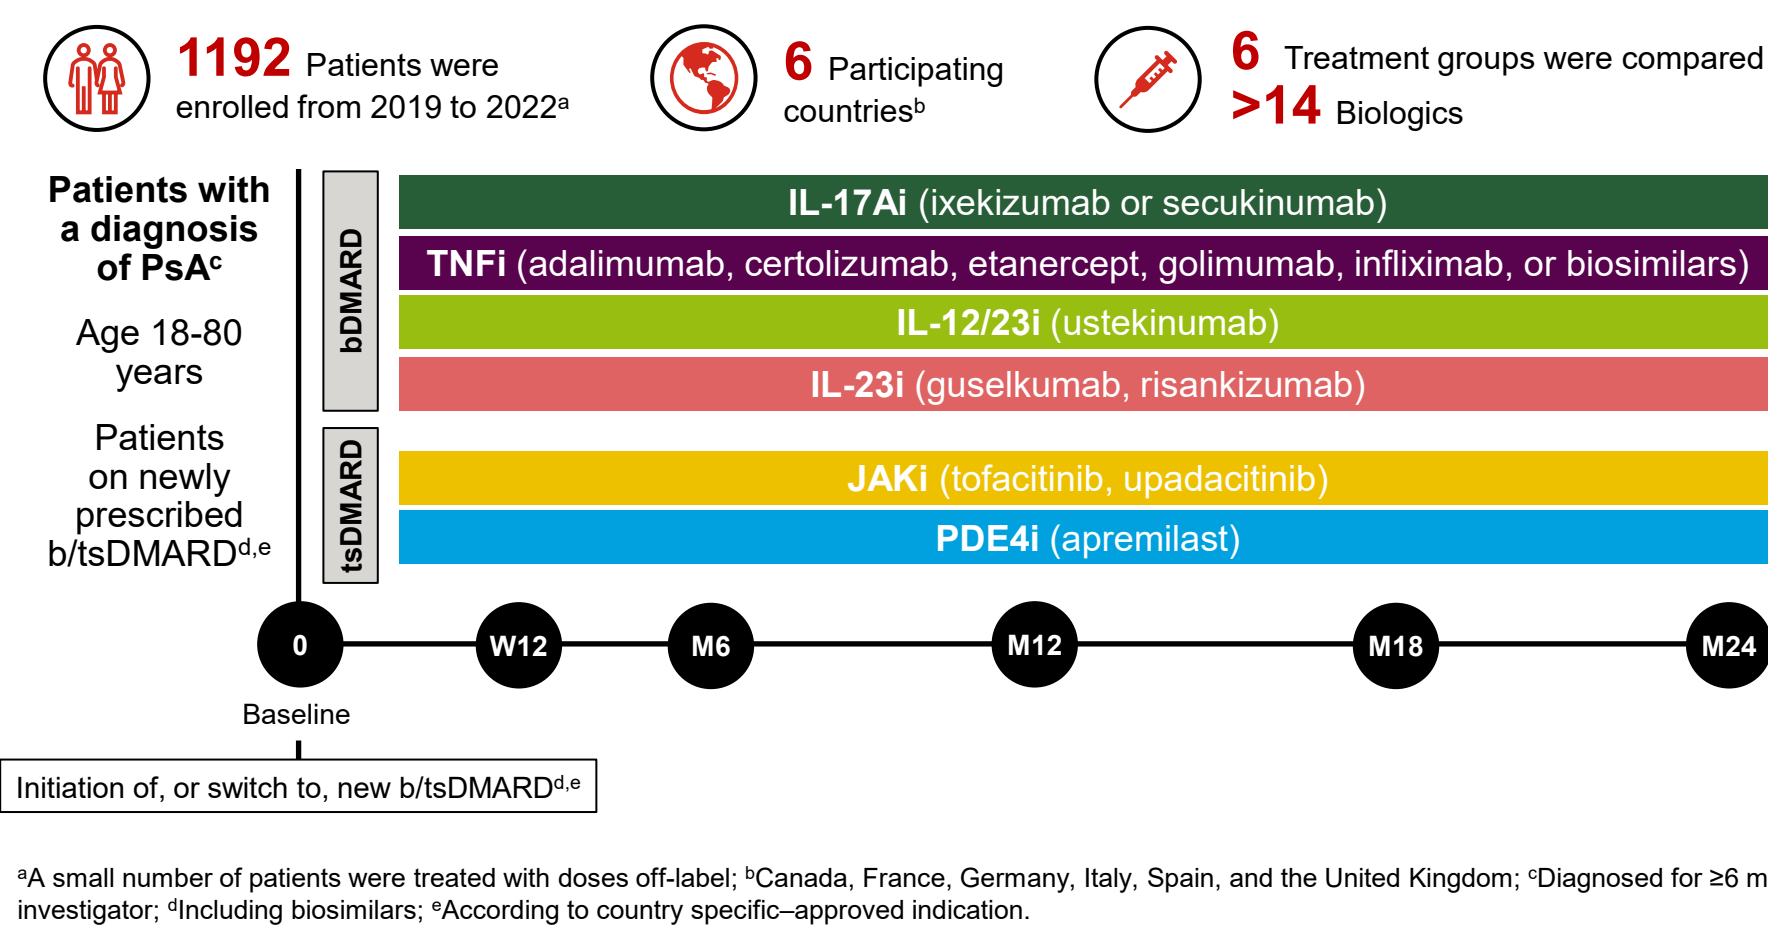 1192 Patients were
enrolled from 2019 to 2022ᵃ
6 Participating
countriesᵇ
6 Treatment groups were compared
>14 Biologics
Patients with
a diagnosis
of PsAᶜ
Age 18-80
years
Patients
on newly
prescribed
b/tsDMARDᵈ,ᵉ
bDMARD
IL-17Ai (ixekizumab or secukinumab)
TNFi (adalimumab, certolizumab, etanercept, golimumab, infliximab, or biosimilars)
IL-12/23i (ustekinumab)
IL-23i (guselkumab, risankizumab)
tsDMARD
JAKi (tofacitinib, upadacitinib)
PDE4i (apremilast)
0 W12 M6 M12 M18 M24
Baseline
Initiation of, or switch to, new b/tsDMARDᵈ,ᵉ
ᵃA small number of patients were treated with doses off-label; ᵇCanada, France, Germany, Italy, Spain, and the United Kingdom; ᶜDiagnosed for ≥6 m
investigator; ᵈIncluding biosimilars; ᵉAccording to country specific–approved indication.